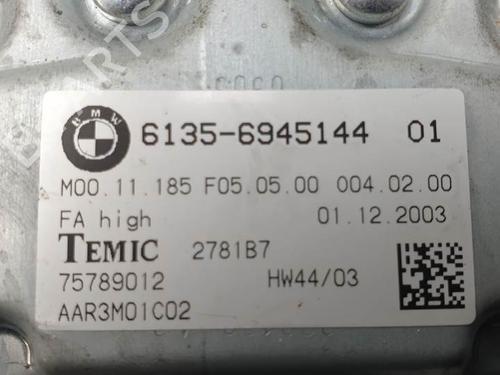 BMW
6135-6945144 01
M00.11.185 F05.05.00 004.02.00
FA high 01.12.2003
TEMIC 2781B7
75789012 HW44/03
AAR3M01C02